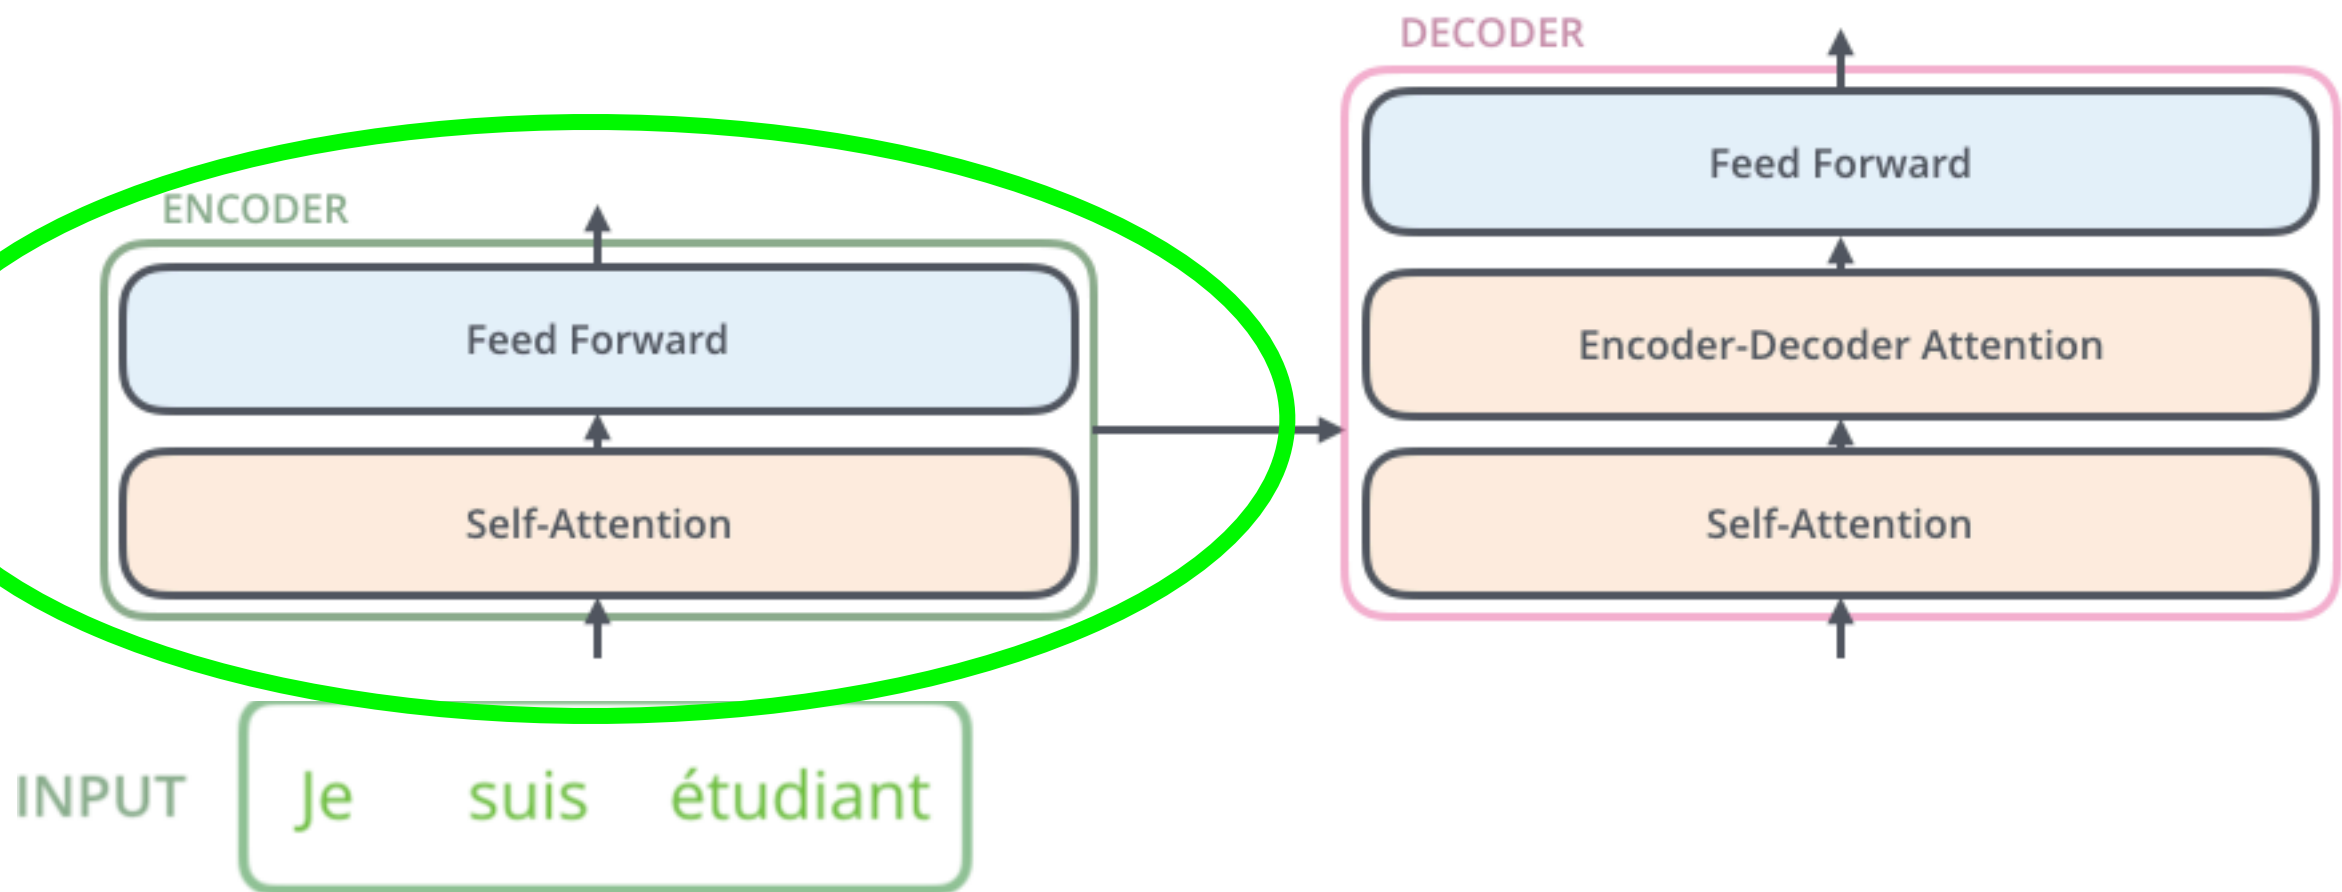 ENCODER
Feed Forward
Self-Attention
DECODER
Feed Forward
Encoder-Decoder Attention
Self-Attention
INPUT Je suis étudiant